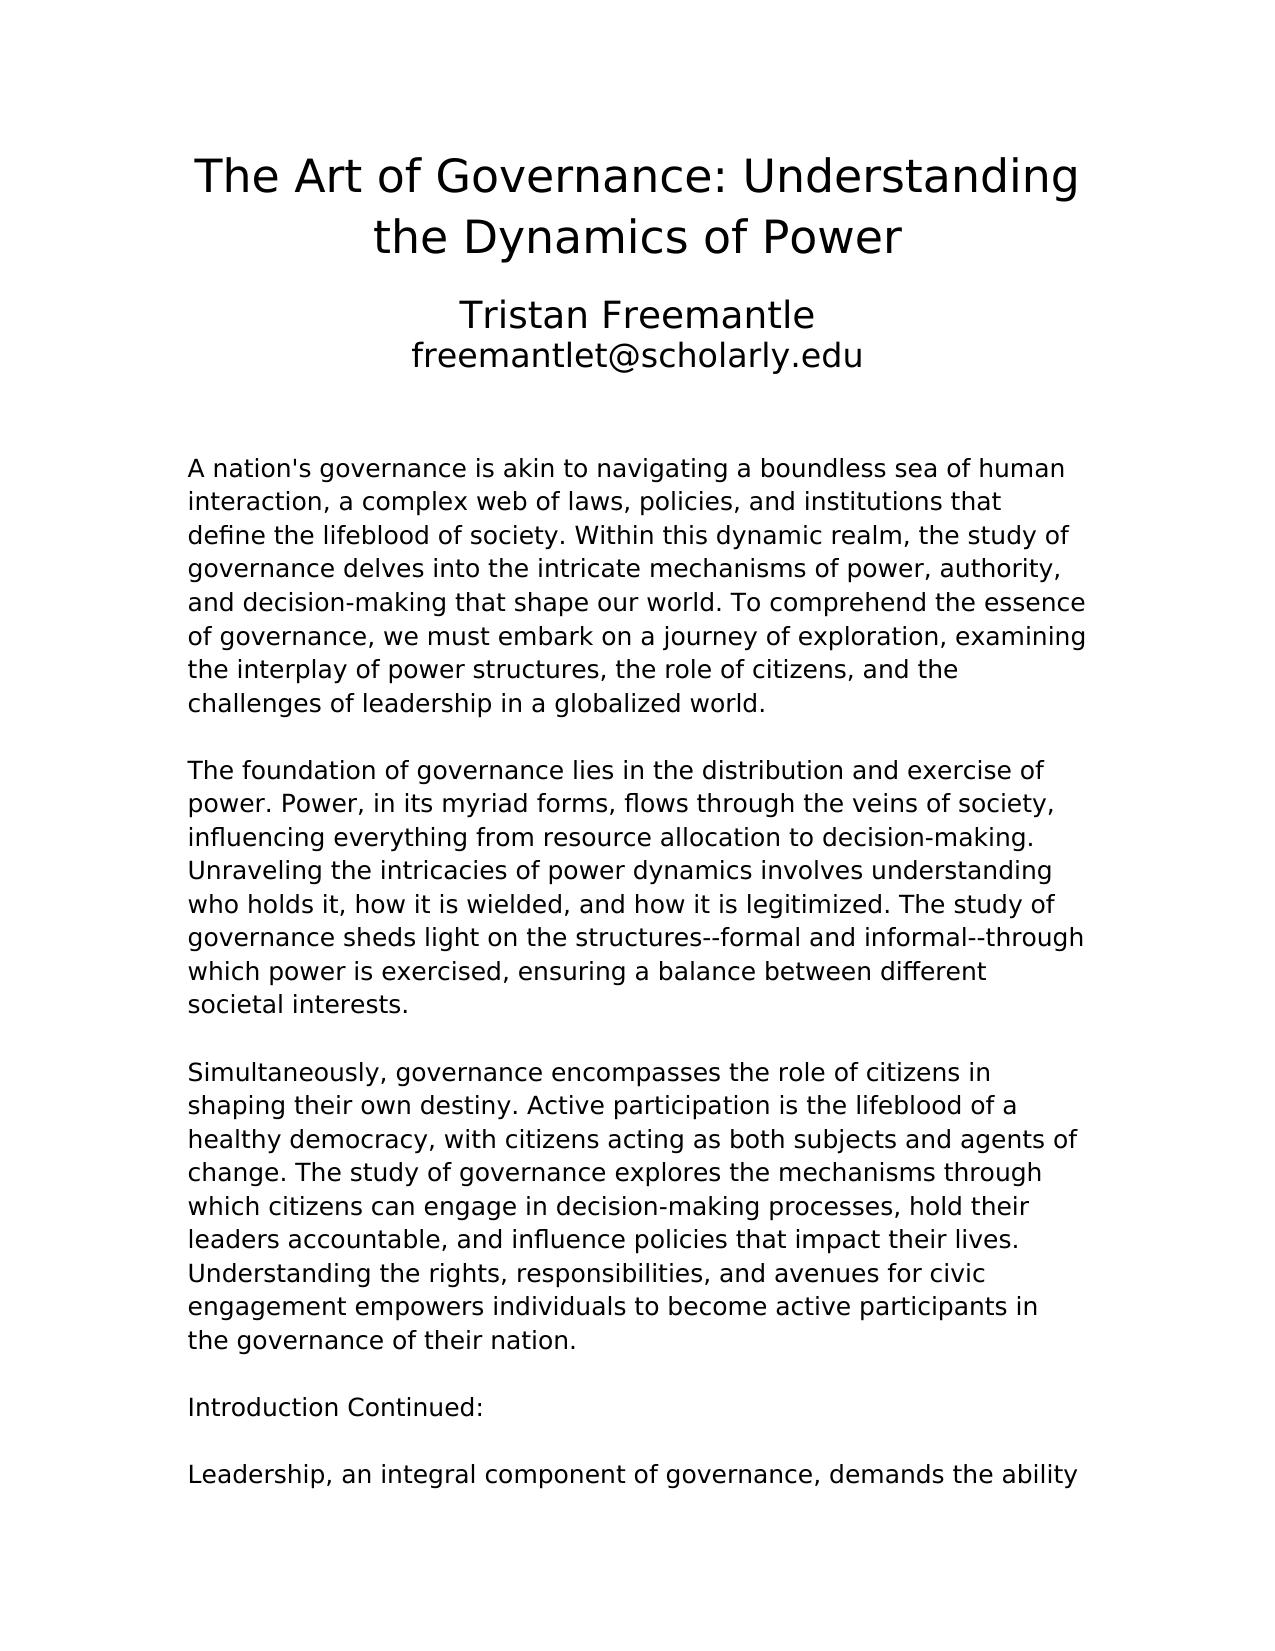 The Art of Governance: Understanding
the Dynamics of Power
Tristan Freemantle
freemantlet@scholarly.edu
A nation's governance is akin to navigating a boundless sea of human
interaction, a complex web of laws, policies, and institutions that
define the lifeblood of society. Within this dynamic realm, the study of
governance delves into the intricate mechanisms of power, authority,
and decision-making that shape our world. To comprehend the essence
of governance, we must embark on a journey of exploration, examining
the interplay of power structures, the role of citizens, and the
challenges of leadership in a globalized world.
The foundation of governance lies in the distribution and exercise of
power. Power, in its myriad forms, flows through the veins of society,
influencing everything from resource allocation to decision-making.
Unraveling the intricacies of power dynamics involves understanding
who holds it, how it is wielded, and how it is legitimized. The study of
governance sheds light on the structures--formal and informal--through
which power is exercised, ensuring a balance between different
societal interests.
Simultaneously, governance encompasses the role of citizens in
shaping their own destiny. Active participation is the lifeblood of a
healthy democracy, with citizens acting as both subjects and agents of
change. The study of governance explores the mechanisms through
which citizens can engage in decision-making processes, hold their
leaders accountable, and influence policies that impact their lives.
Understanding the rights, responsibilities, and avenues for civic
engagement empowers individuals to become active participants in
the governance of their nation.
Introduction Continued:
Leadership, an integral component of governance, demands the ability